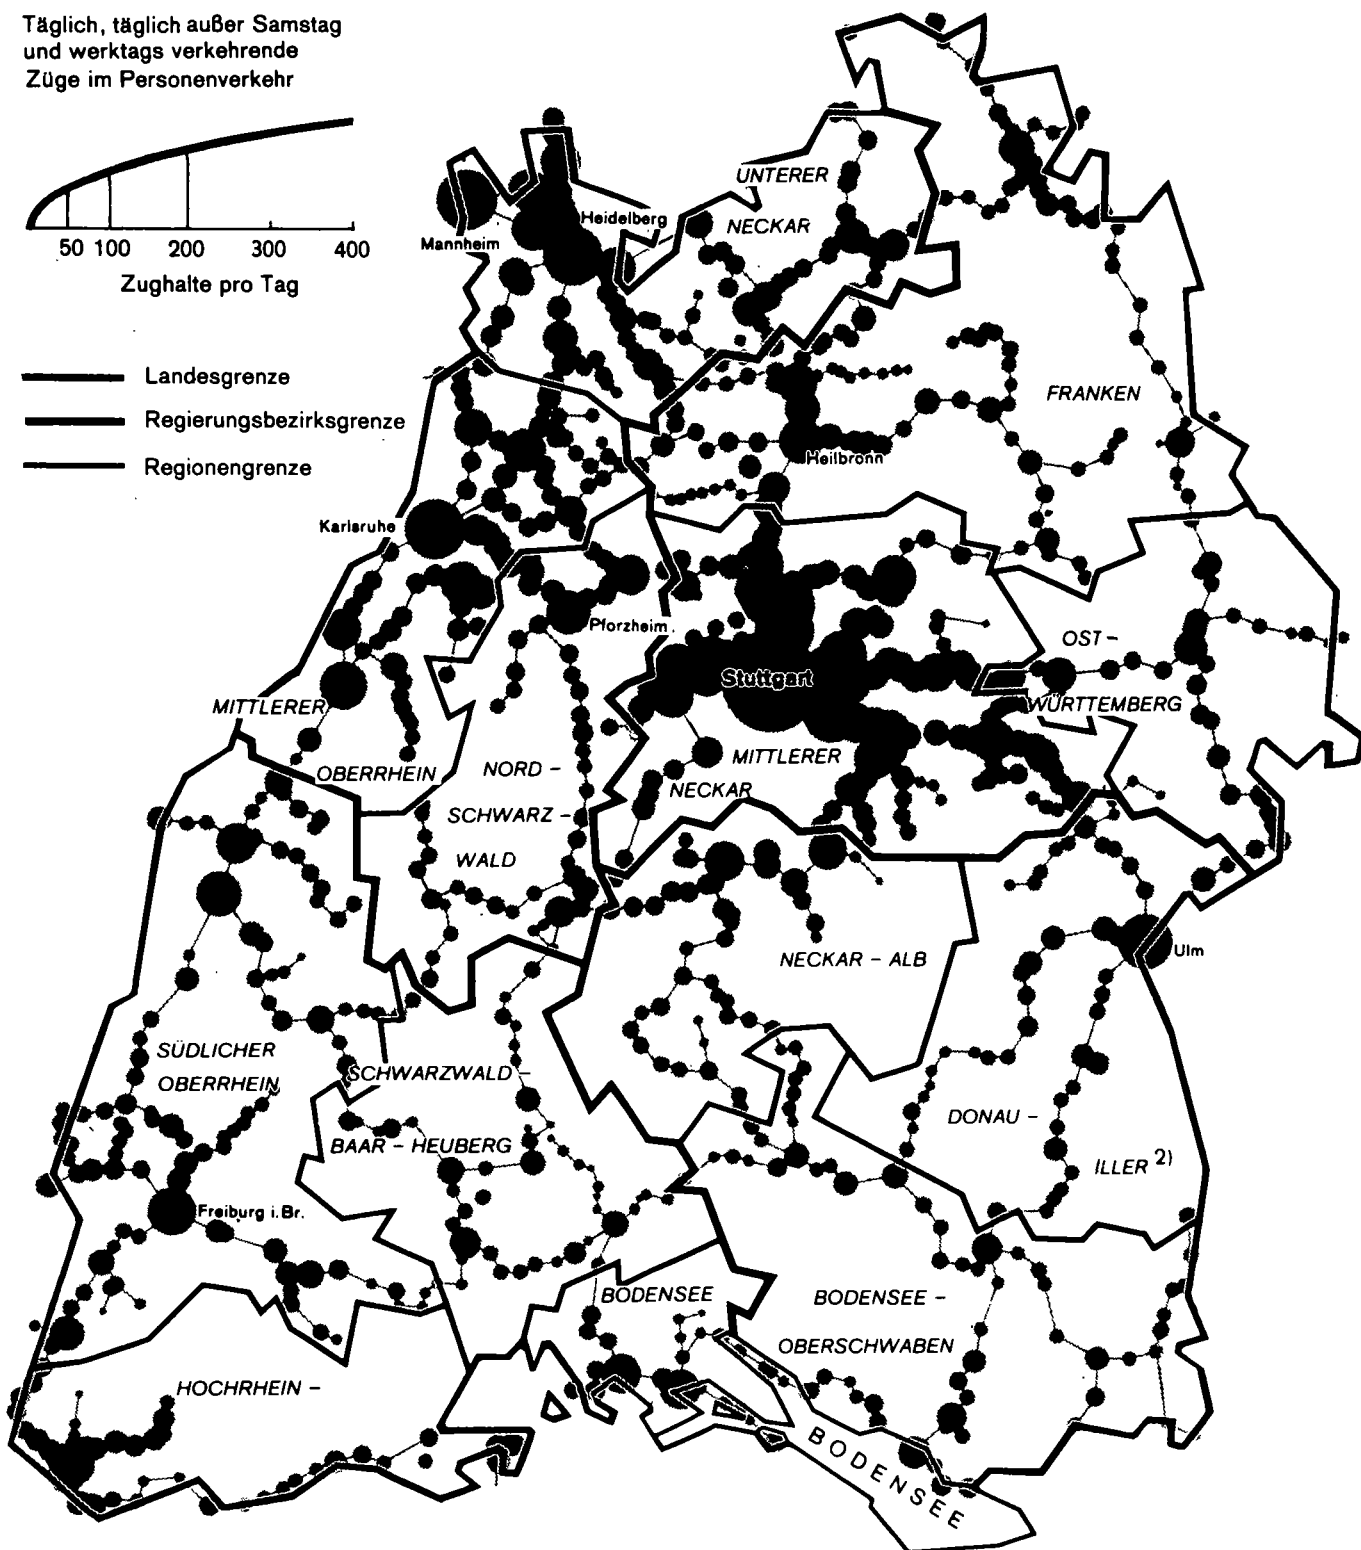 Täglich, täglich außer Samstag
und werktags verkehrende
Züge im Personenverkehr
50 100 200 300 400
Zughalte pro Tag
Landesgrenze
Regierungsbezirksgrenze
Regionengrenze
UNTERER
NECKAR
Heidelberg
Mannheim
FRANKEN
Heilbronn
Karlsruhe
Pforzheim
OST –
WÜRTTEMBERG
Stuttgart
MITTLERER
OBERRHEIN
MITTLERER
NECKAR
NORD –
SCHWARZ –
WALD
NECKAR – ALB
Ulm
SÜDLICHER
OBERRHEIN
SCHWARZWALD –
BAAR – HEUBERG
DONAU –
ILLER 2)
Freiburg i. Br.
BODENSEE
BODENSEE –
OBERSCHWABEN
HOCHRHEIN –
BODENSEE